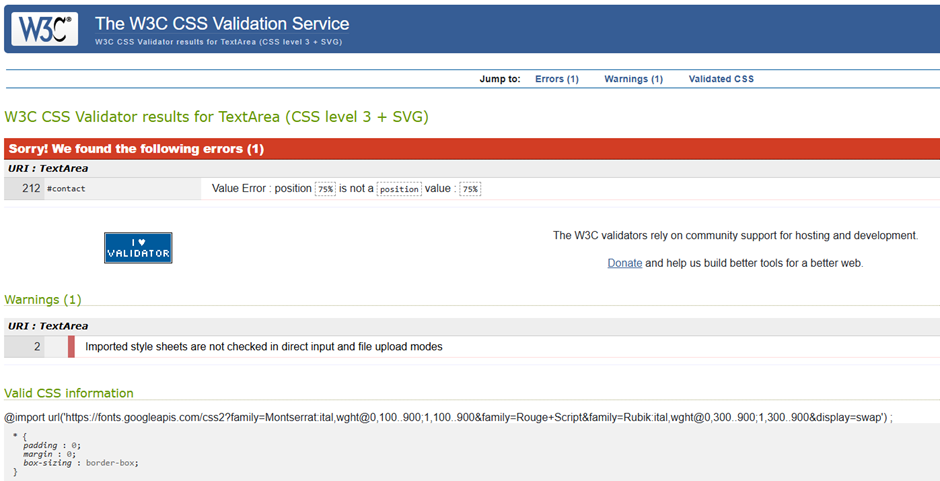 W3C®
The W3C CSS Validation Service
W3C CSS Validator results for TextArea (CSS level 3 + SVG)
Jump to: Errors (1) Warnings (1) Validated CSS
W3C CSS Validator results for TextArea (CSS level 3 + SVG)
Sorry! We found the following errors (1)
URI : TextArea
212 #contact Value Error : position 75% is not a position value : 75%
I ♥
VALIDATOR
The W3C validators rely on community support for hosting and development.
Donate and help us build better tools for a better web.
Warnings (1)
URI : TextArea
2 Imported style sheets are not checked in direct input and file upload modes
Valid CSS information
@import url('https://fonts.googleapis.com/css2?family=Montserrat:ital,wght@0,100..900;1,100..900&family=Rouge+Script&family=Rubik:ital,wght@0,300..900;1,300..900&display=swap') ;
* {
padding : 0;
margin : 0;
box-sizing : border-box;
}